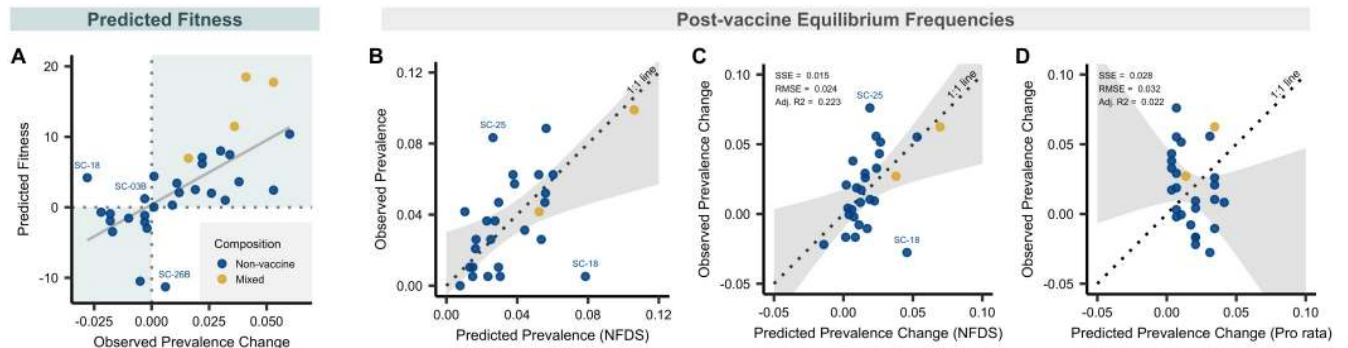 Predicted Fitness
Post-vaccine Equilibrium Frequencies
A
20
10
0
-10
Predicted Fitness
SC-18
SC-03B
SC-26B
Composition
Non-vaccine
Mixed
-0.025
0.000
0.025
0.050
Observed Prevalence Change
B
0.12
0.08
0.04
0.00
Observed Prevalence
SC-25
SC-18
1:1 line
0.00
0.04
0.08
0.12
Predicted Prevalence (NFDS)
C
0.10
0.05
0.00
-0.05
Observed Prevalence Change
SSE = 0.015
RMSE = 0.024
Adj. R2 = 0.223
SC-25
SC-18
1:1 line
-0.05
0.00
0.05
0.10
Predicted Prevalence Change (NFDS)
D
0.10
0.05
0.00
-0.05
Observed Prevalence Change
SSE = 0.028
RMSE = 0.032
Adj. R2 = 0.022
1:1 line
-0.05
0.00
0.05
0.10
Predicted Prevalence Change (Pro rata)